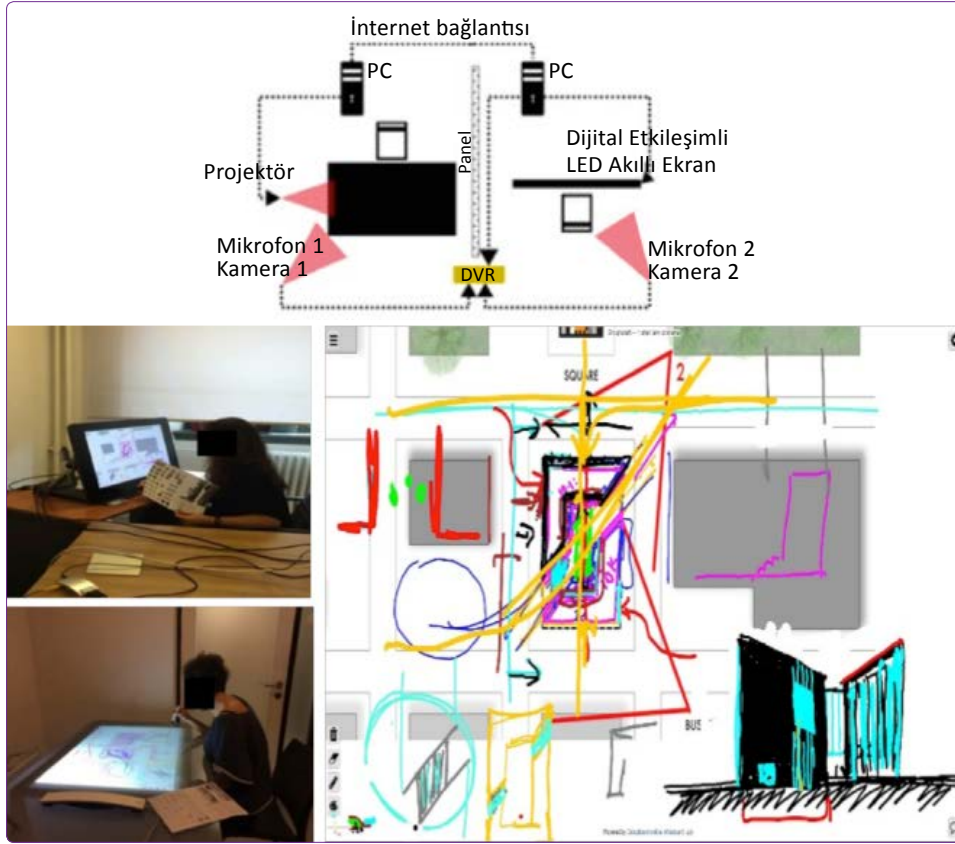 İnternet bağlantısı
PC
PC
Panel
Dijital Etkileşimli
LED Akıllı Ekran
Projektör
Mikrofon 1
Kamera 1
Mikrofon 2
Kamera 2
DVR
SQUARE
2
BUS